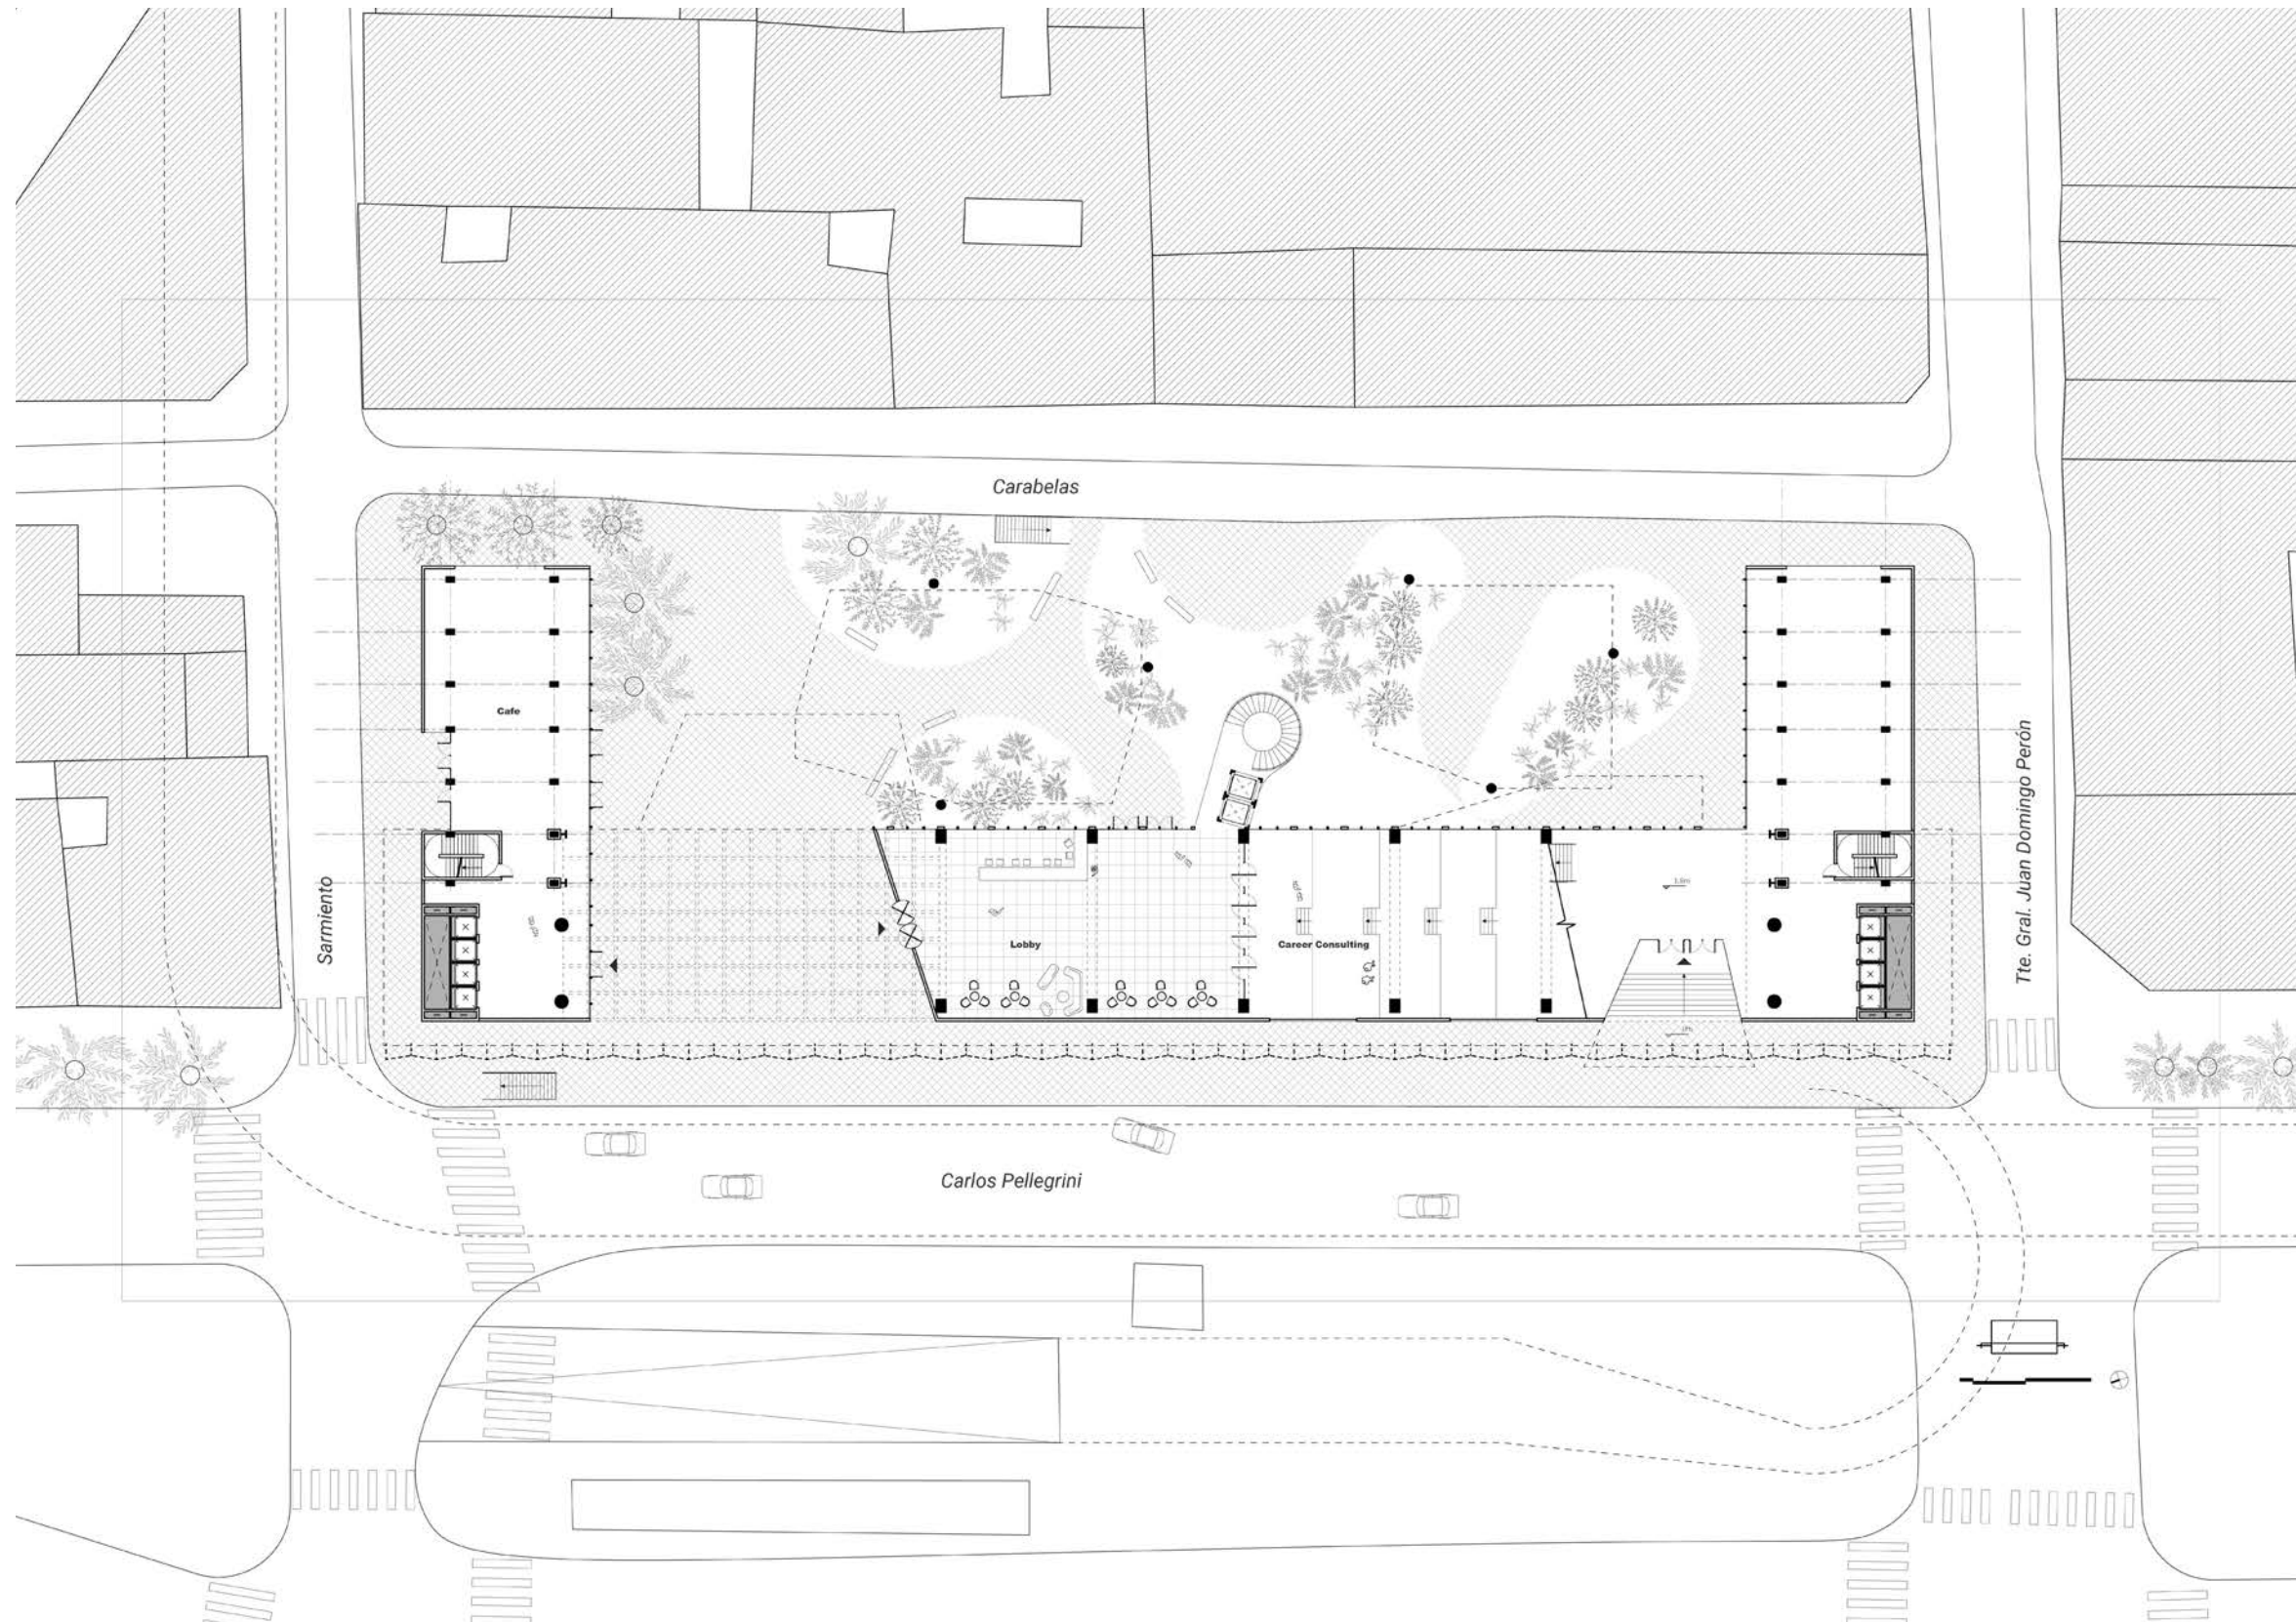 Carabelas
Cafe
Tte. Gral. Juan Domingo Perón
Sarmiento
Lobby
Career Consulting
Carlos Pellegrini